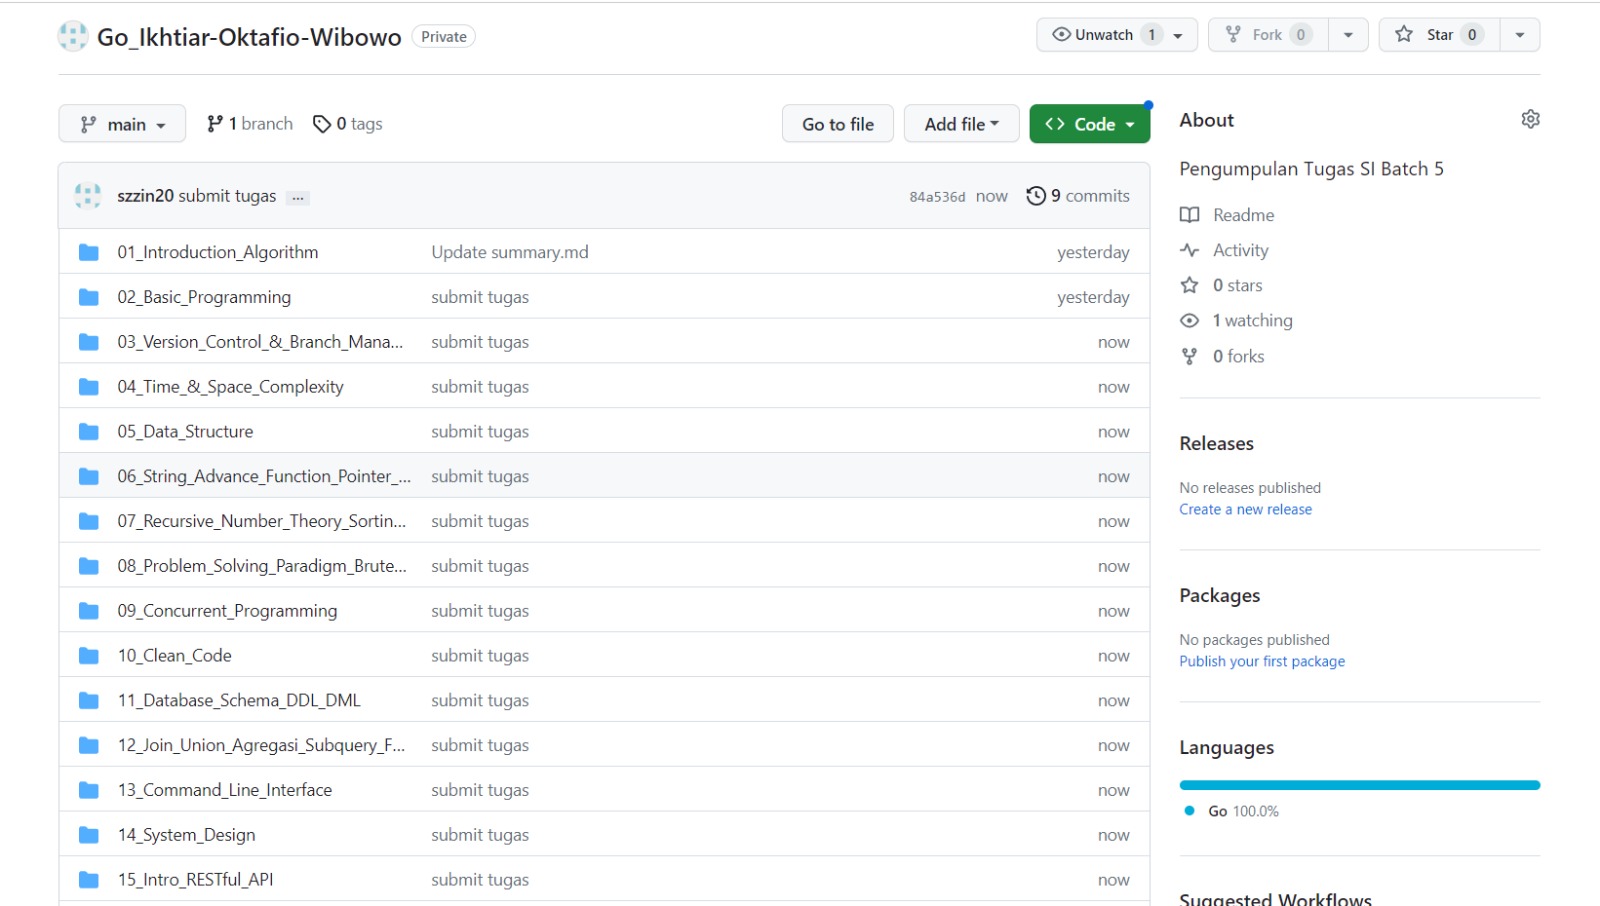 Go_Ikhtiar-Oktafio-Wibowo Private Unwatch 1 Fork 0 Star 0
main 1 branch 0 tags Go to file Add file Code
szzin20 submit tugas ... 84a536d now 9 commits
01_Introduction_Algorithm Update summary.md yesterday
02_Basic_Programming submit tugas yesterday
03_Version_Control_&_Branch_Mana... submit tugas now
04_Time_&_Space_Complexity submit tugas now
05_Data_Structure submit tugas now
06_String_Advance_Function_Pointer_... submit tugas now
07_Recursive_Number_Theory_Sortin... submit tugas now
08_Problem_Solving_Paradigm_Brute... submit tugas now
09_Concurrent_Programming submit tugas now
10_Clean_Code submit tugas now
11_Database_Schema_DDL_DML submit tugas now
12_Join_Union_Agregasi_Subquery_F... submit tugas now
13_Command_Line_Interface submit tugas now
14_System_Design submit tugas now
15_Intro_RESTful_API submit tugas now
About
Pengumpulan Tugas SI Batch 5
Readme
Activity
0 stars
1 watching
0 forks
Releases
No releases published
Create a new release
Packages
No packages published
Publish your first package
Languages
Go 100.0%
Suggested Workflows